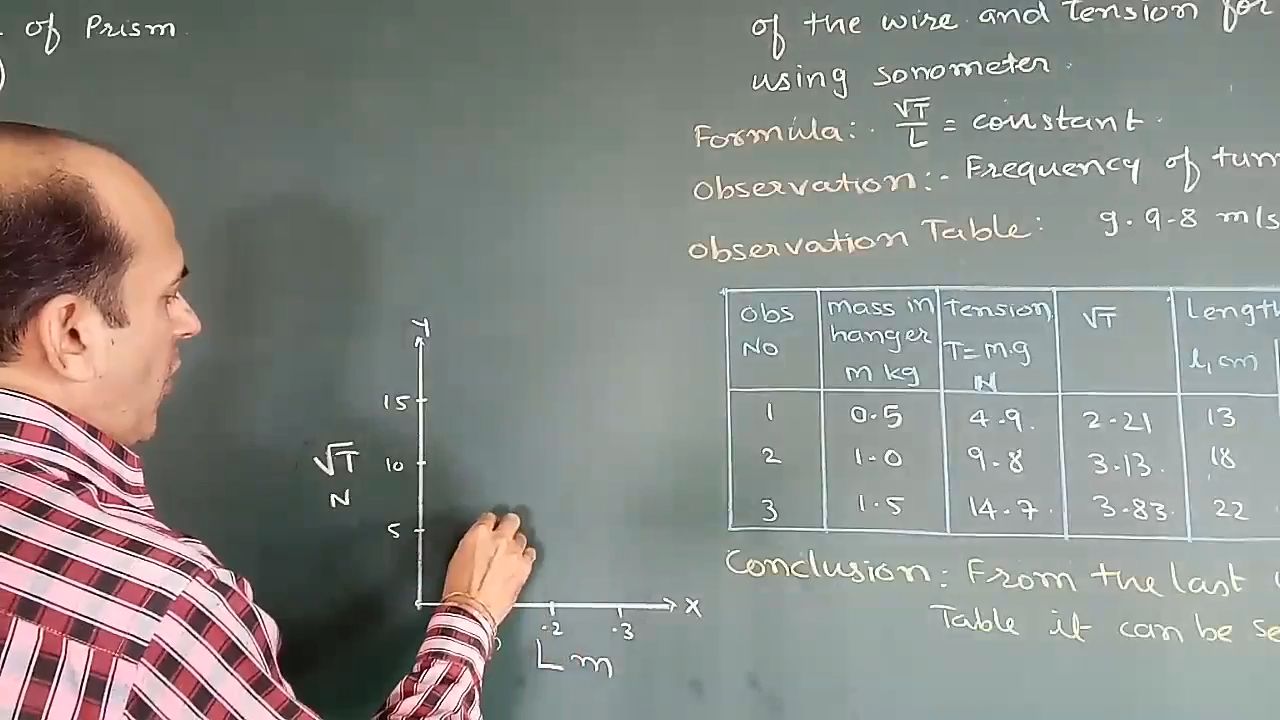 of Prism
)
of the wire and Tension for
using sonometer.
Formula: √T/L = constant.
Observation:- Frequency of
Observation Table: g. 9.8 m/s
Obs No | mass in hanger m kg | Tension T=m.g N | √T | Length l, cm
1 | 0.5 | 4.9. | 2.21 | 13
2 | 1.0 | 9.8 | 3.13. | 18
3 | 1.5 | 14.7. | 3.83. | 22
Conclusion: From the last
Table it can be
Y
15
√T 10
N
5
X
.2 .3
L m